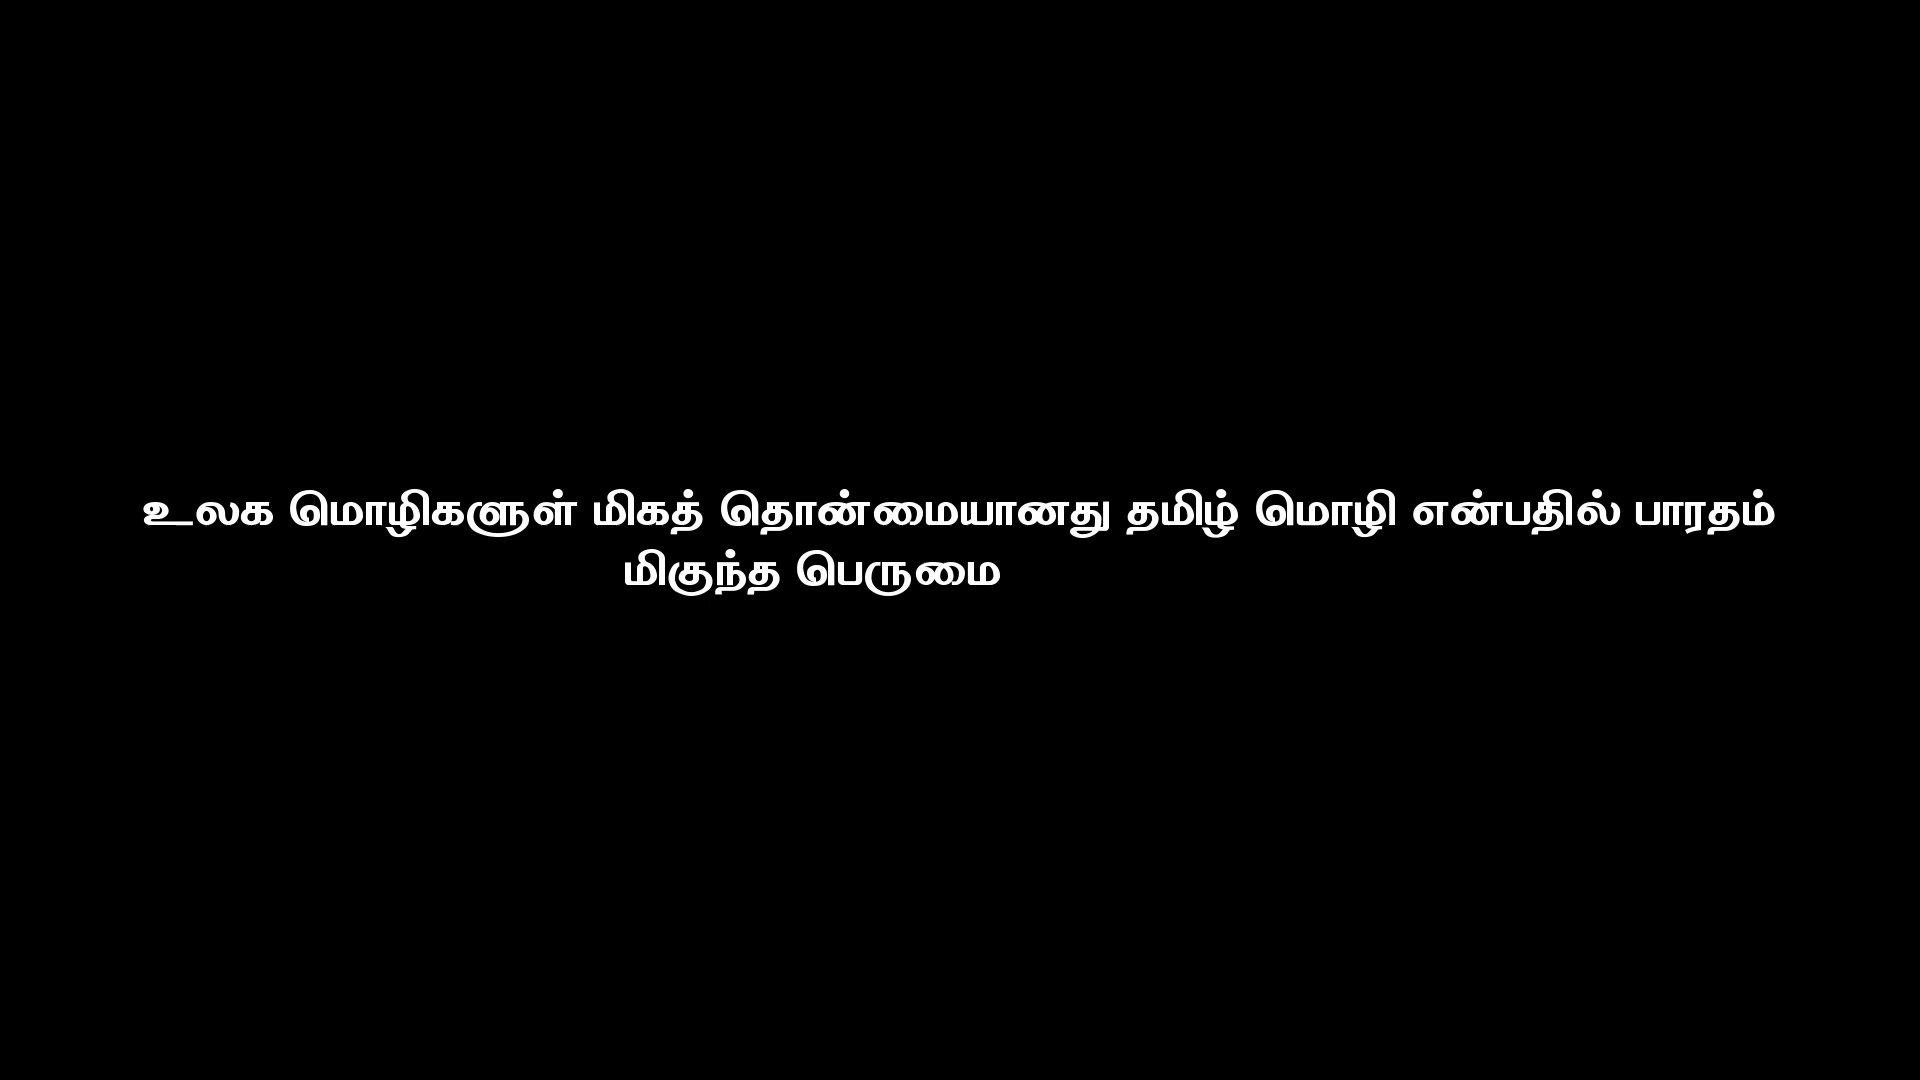 உலக மொழிகளுள் மிகத் தொன்மையானது தமிழ் மொழி என்பதில் பாரதம்
மிகுந்த பெருமை